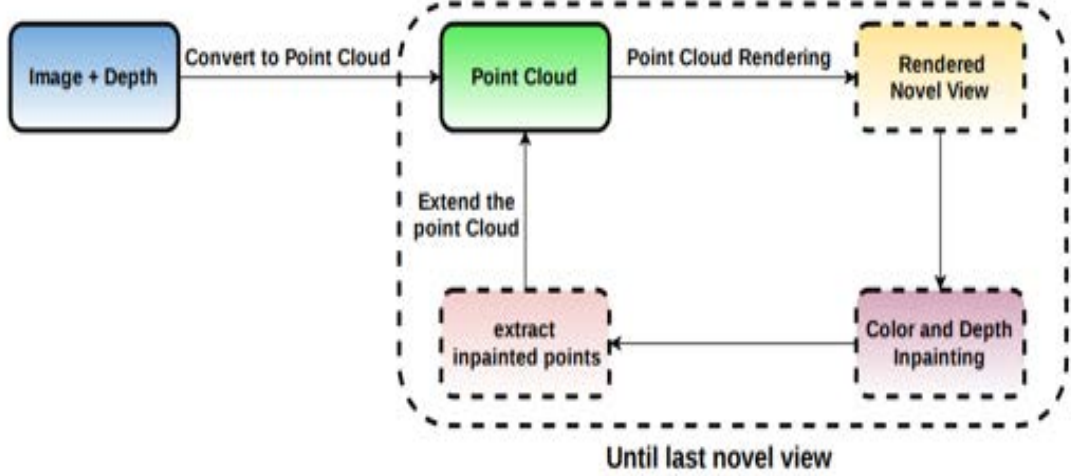 Image + Depth
Convert to Point Cloud
Point Cloud
Point Cloud Rendering
Rendered
Novel View
Extend the
point Cloud
extract
inpainted points
Color and Depth
Inpainting
Until last novel view